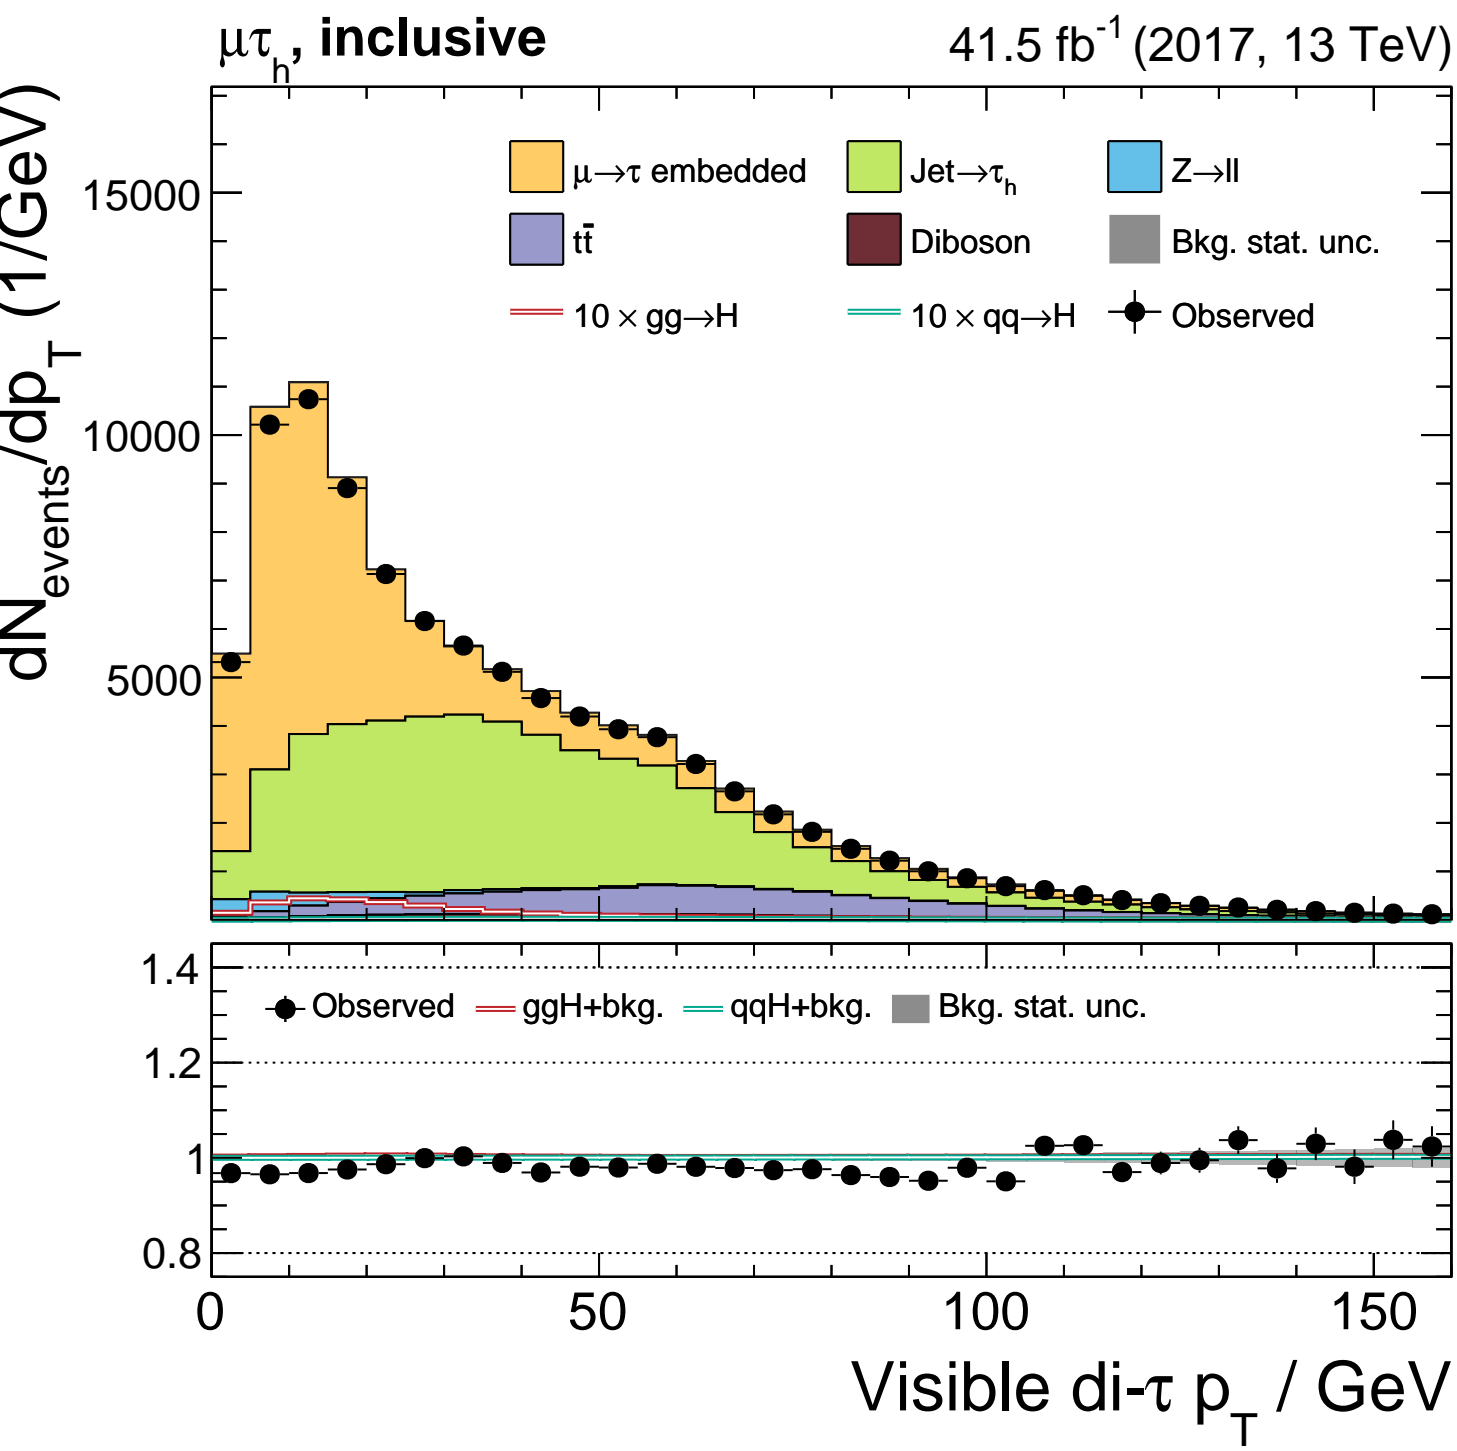 μτh, inclusive 41.5 fb-1 (2017, 13 TeV)
dNevents/dpT (1/GeV)
15000
10000
5000
μ→τ embedded Jet→τh Z→ll
tt̄ Diboson Bkg. stat. unc.
10 × gg→H 10 × qq→H Observed
1.4
1.2
1
0.8
Observed ggH+bkg. qqH+bkg. Bkg. stat. unc.
0 50 100 150
Visible di-τ pT / GeV